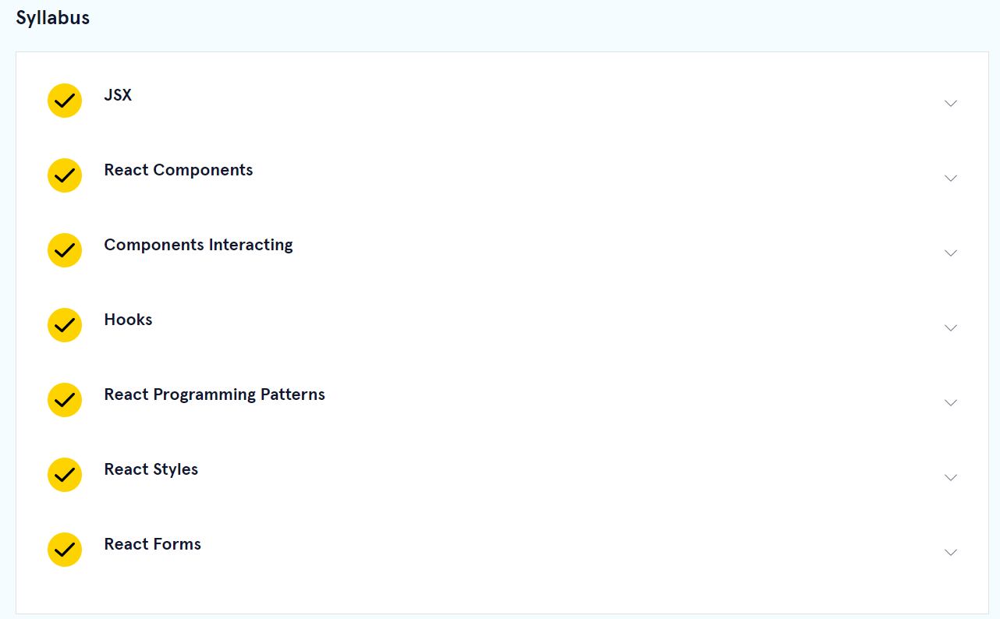 Syllabus
JSX
React Components
Components Interacting
Hooks
React Programming Patterns
React Styles
React Forms